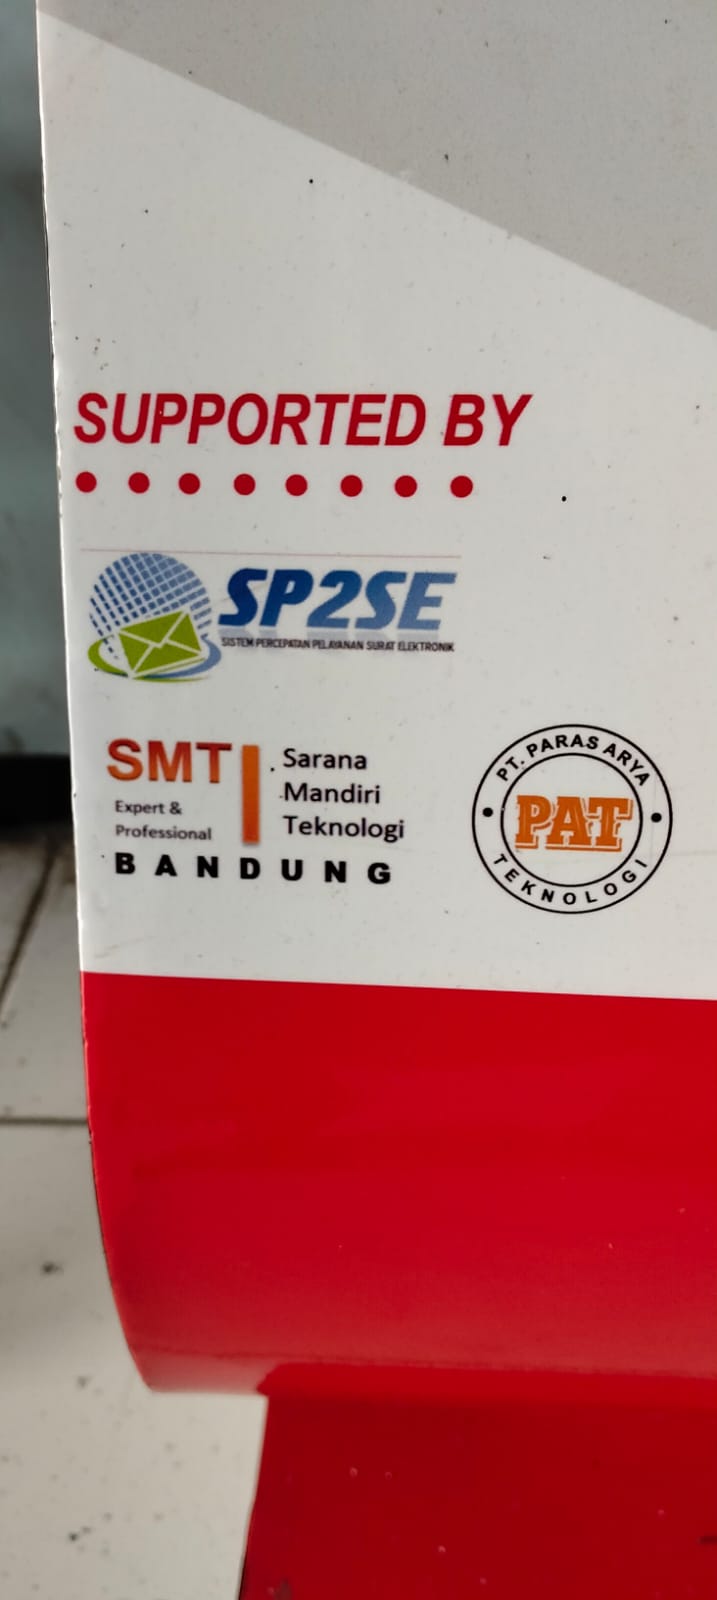 SUPPORTED BY
SP2SE
SISTEM PERCEPATAN PELAYANAN SURAT ELEKTRONIK
SMT
Expert &
Professional
Sarana
Mandiri
Teknologi
BANDUNG
PT. PARAS ARYA
PAT
TEKNOLOGI